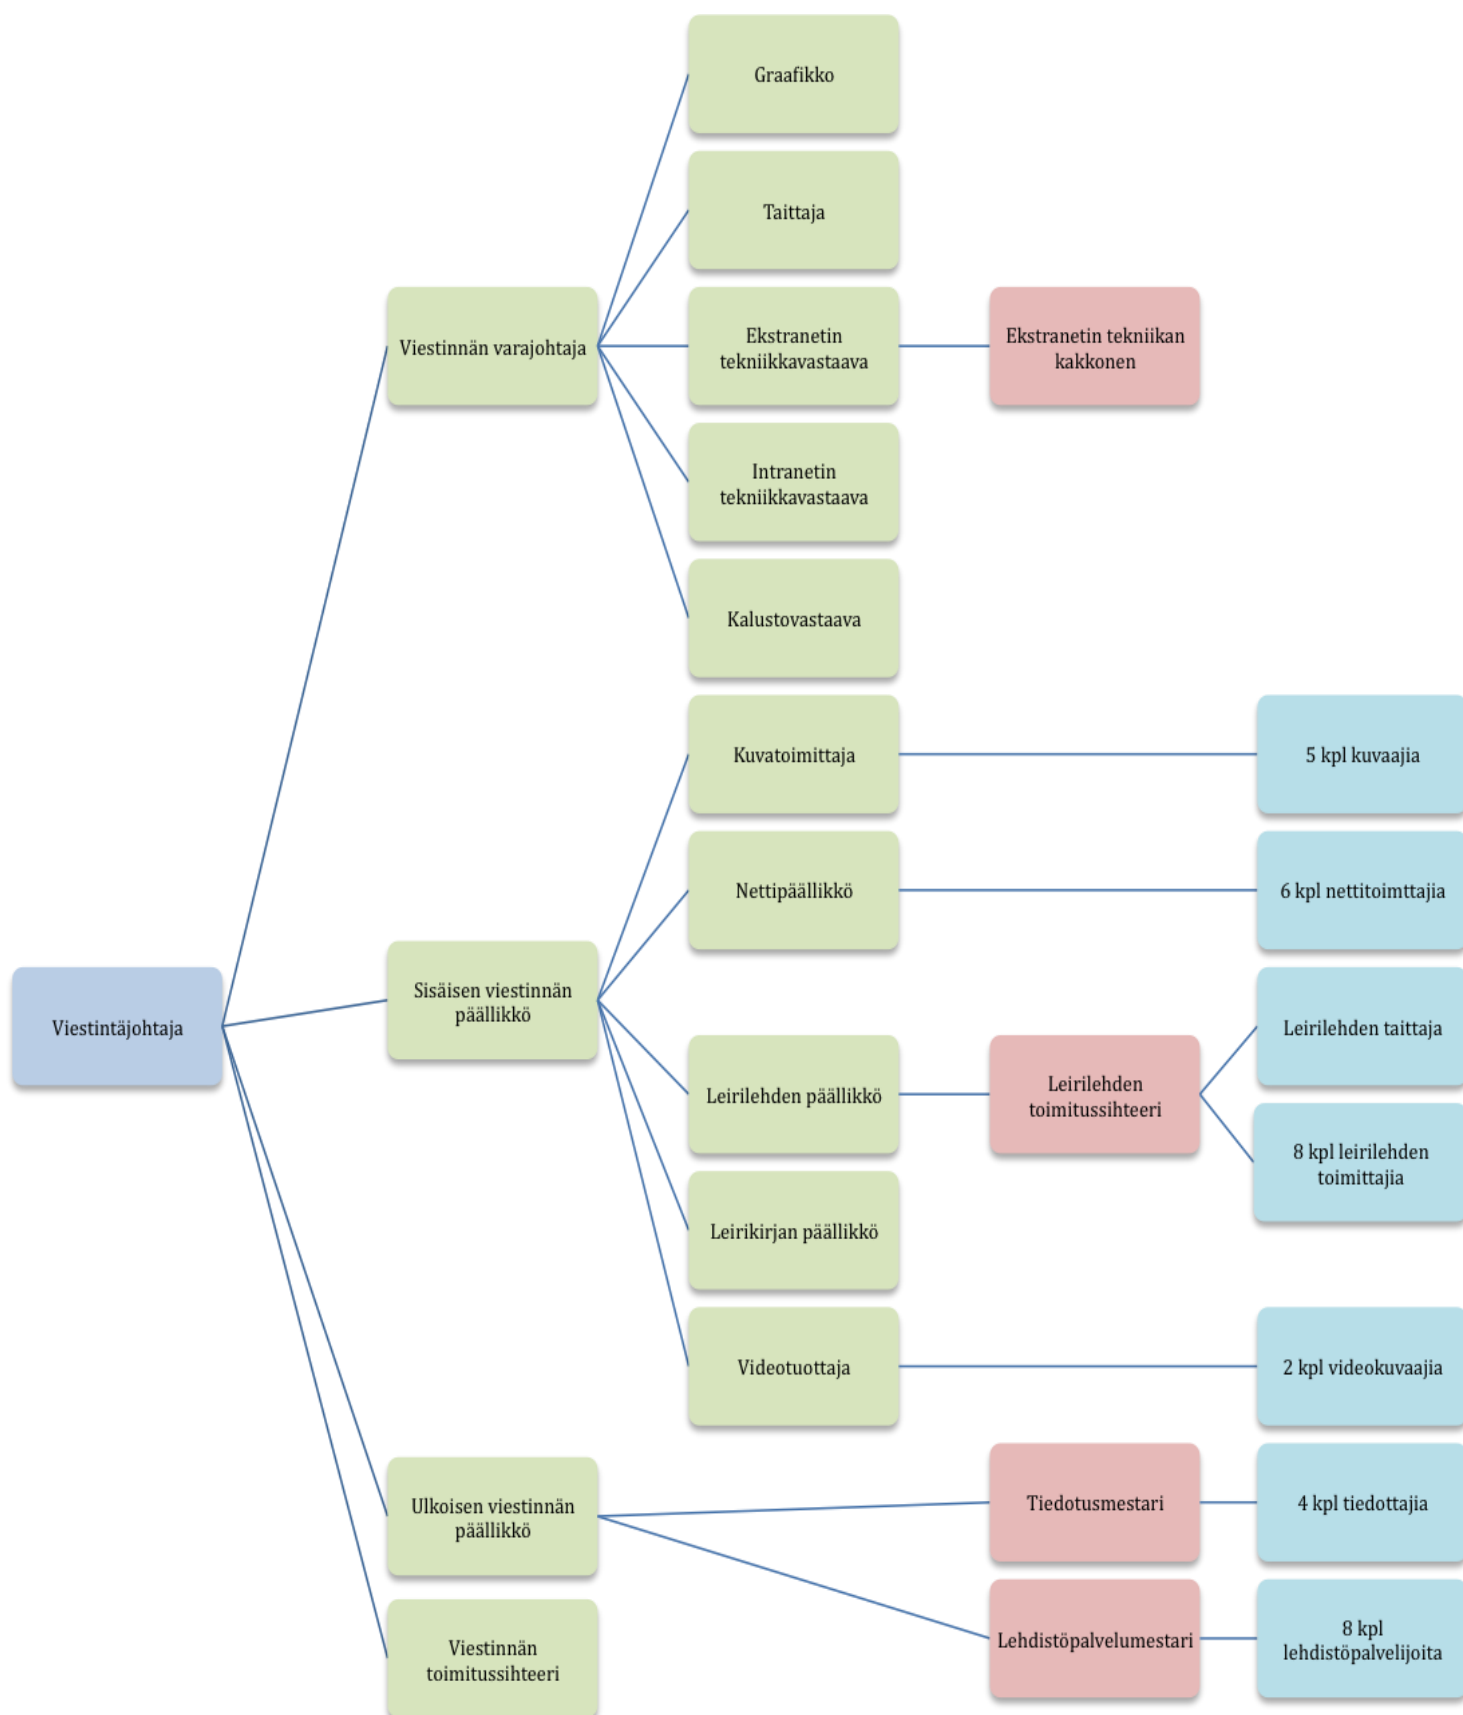 Graafikko
Taittaja
Viestinnän varajohtaja
Ekstranetin
tekniikkavastaava
Ekstranetin tekniikan
kakkonen
Intranetin
tekniikkavastaava
Kalustovastaava
Kuvatoimittaja
5 kpl kuvaajia
Nettipäällikkö
6 kpl nettitoimttajia
Viestintäjohtaja
Sisäisen viestinnän
päällikkö
Leirilehden päällikkö
Leirilehden
toimitussihteeri
Leirilehden taittaja
8 kpl leirilehden
toimittajia
Leirikirjan päällikkö
Videotuottaja
2 kpl videokuvaajia
Ulkoisen viestinnän
päällikkö
Tiedotusmestari
4 kpl tiedottajia
Lehdistöpalvelumestari
8 kpl
lehdistöpalvelijoita
Viestinnän
toimitussihteeri